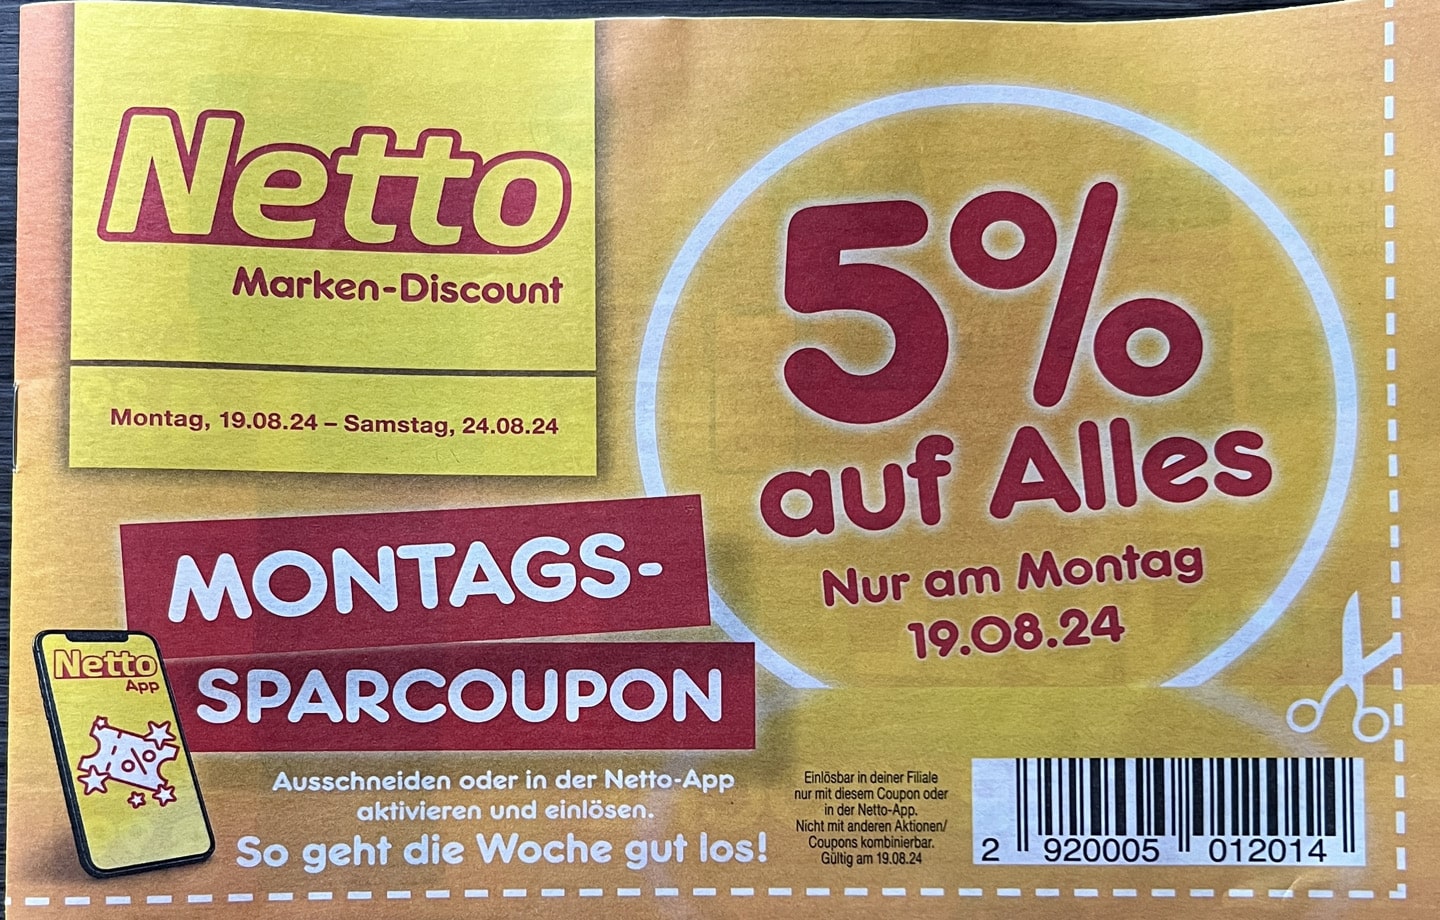 Netto
Marken-Discount
Montag, 19.08.24 – Samstag, 24.08.24
5%
auf Alles
Nur am Montag
19.08.24
MONTAGS-
SPARCOUPON
Netto
App
%
Ausschneiden oder in der Netto-App
aktivieren und einlösen.
So geht die Woche gut los!
Einlösbar in deiner Filiale
nur mit diesem Coupon oder
in der Netto-App.
Nicht mit anderen Aktionen/
Coupons kombinierbar.
Gültig am 19.08.24
2 920005 012014